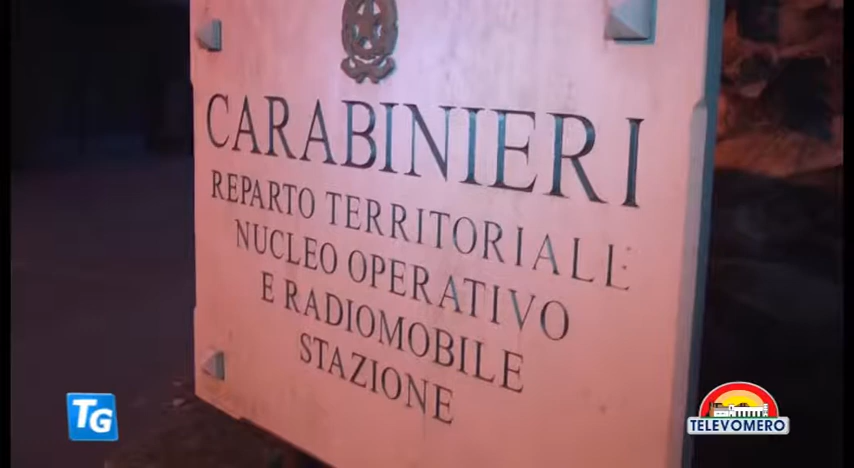 CARABINIERI
REPARTO TERRITORIALE
NUCLEO OPERATIVO
E RADIOMOBILE
STAZIONE
TG
TELEVOMERO